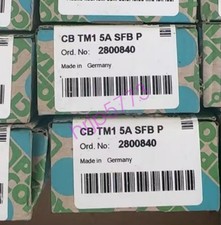 CB TM1 5A SFB P
Ord. No: 2800840
Made in Germany
CB TM1 5A SFB P
Ord. No: 2800840
Made in Germany